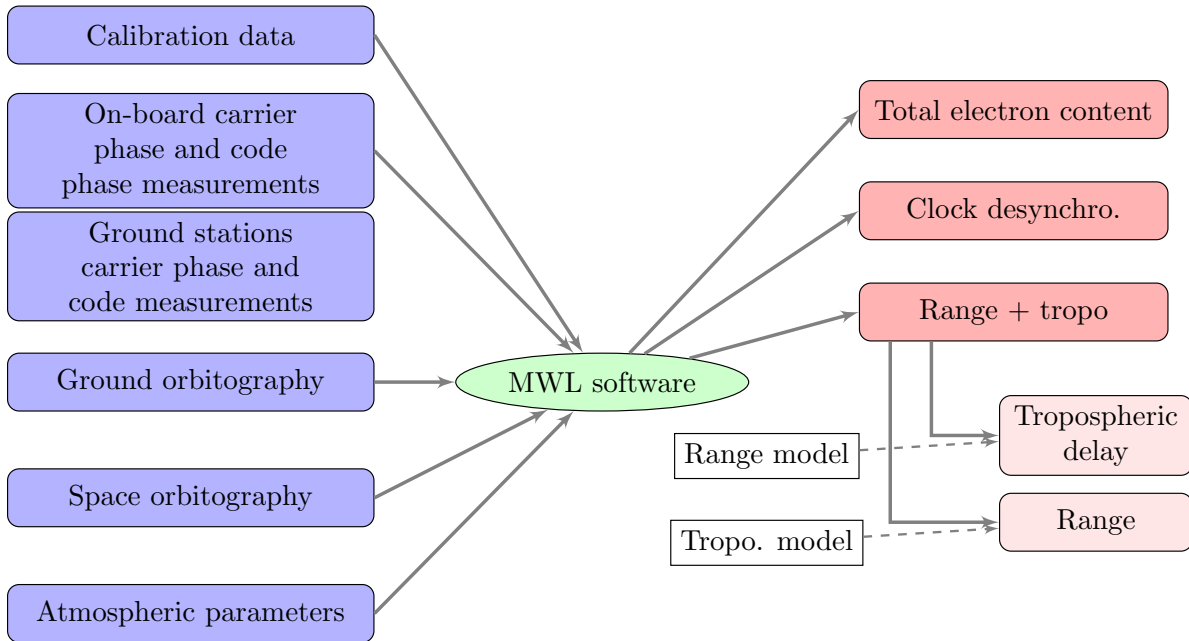 Calibration data
On-board carrier
phase and code
phase measurements
Ground stations
carrier phase and
code measurements
Ground orbitography
Space orbitography
Atmospheric parameters
MWL software
Total electron content
Clock desynchro.
Range + tropo
Tropospheric
delay
Range model
Range
Tropo. model